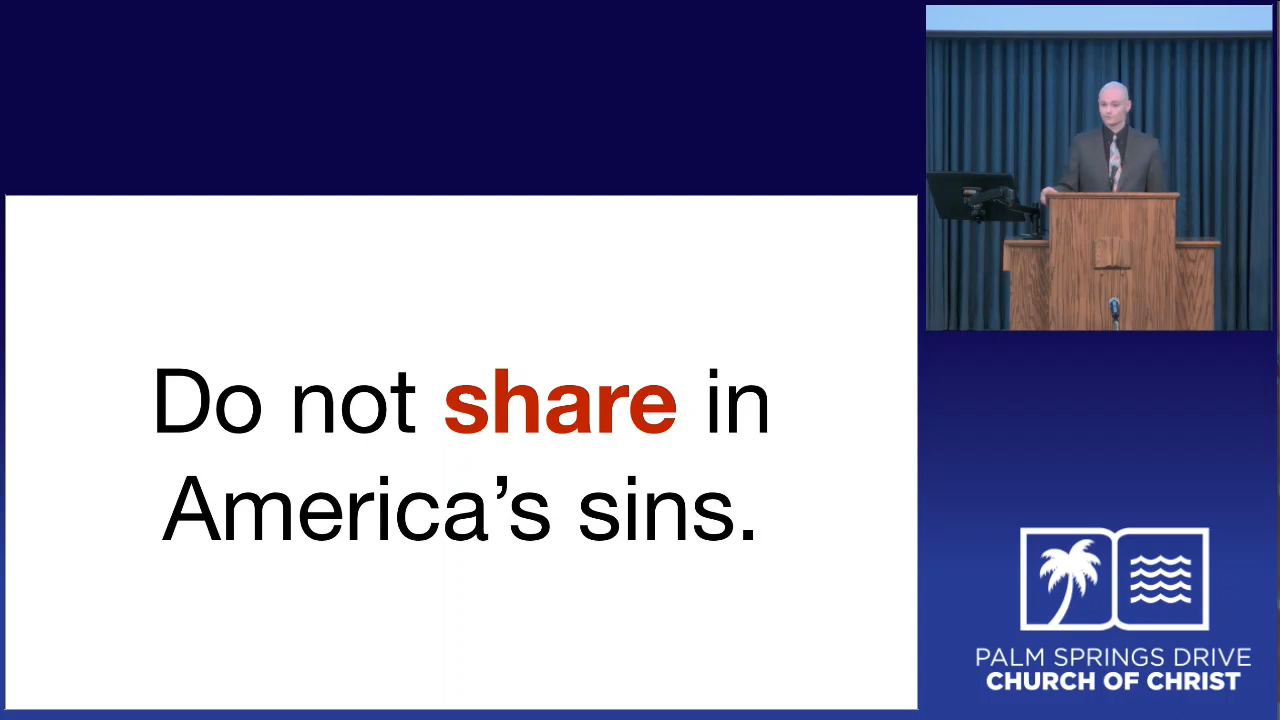 Do not share in
America’s sins.
PALM SPRINGS DRIVE
CHURCH OF CHRIST